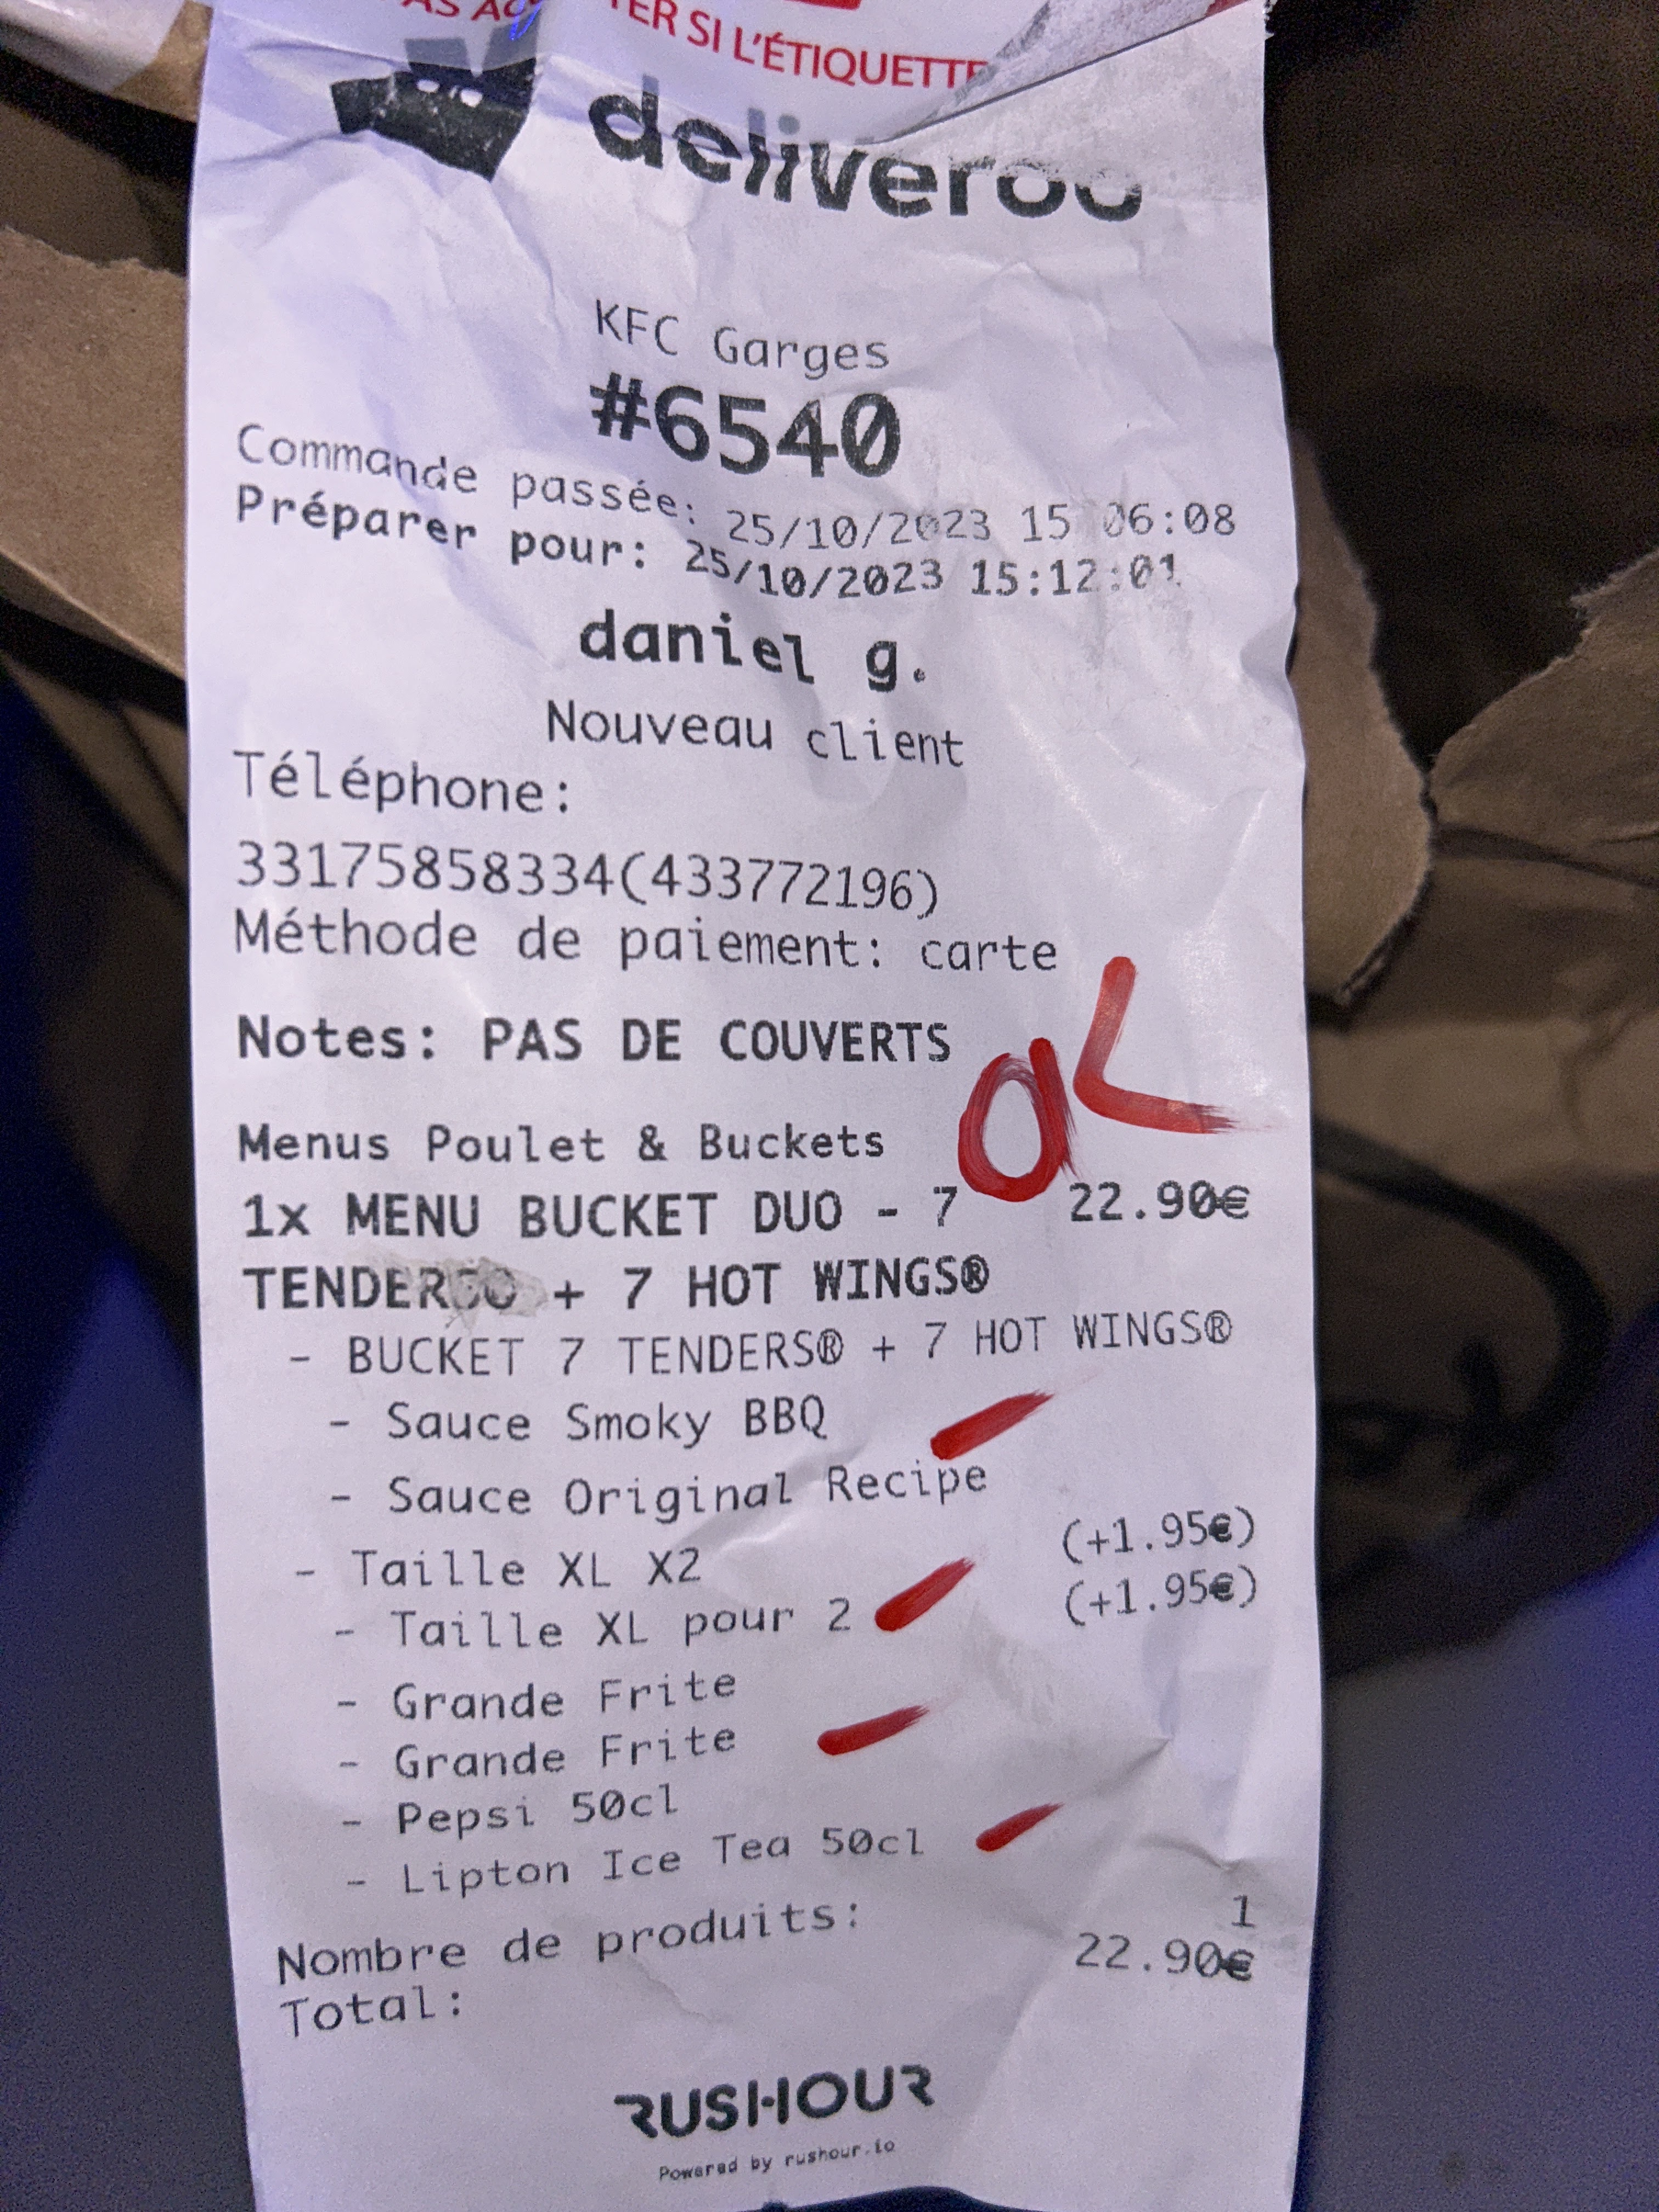 TER SI L'ÉTIQUETTE
deliveroo
KFC Garges
#6540
Commande passée: 25/10/2023 15 06:08
Préparer pour: 25/10/2023 15:12:01
daniel g.
Nouveau client
Téléphone:
33175858334(433772196)
Méthode de paiement: carte
Notes: PAS DE COUVERTS
Menus Poulet & Buckets
1x MENU BUCKET DUO - 7 22.90€
+ 7 HOT WINGS®
- BUCKET 7 TENDERS® + 7 HOT WINGS®
- Sauce Smoky BBQ
- Sauce Original Recipe
- Taille XL X2 (+1.95€)
- Taille XL pour 2 (+1.95€)
- Grande Frite
- Grande Frite
- Pepsi 50cl
- Lipton Ice Tea 50cl
Nombre de produits: 1
Total: 22.90€
RUSHOUR
Powered by rushour.io